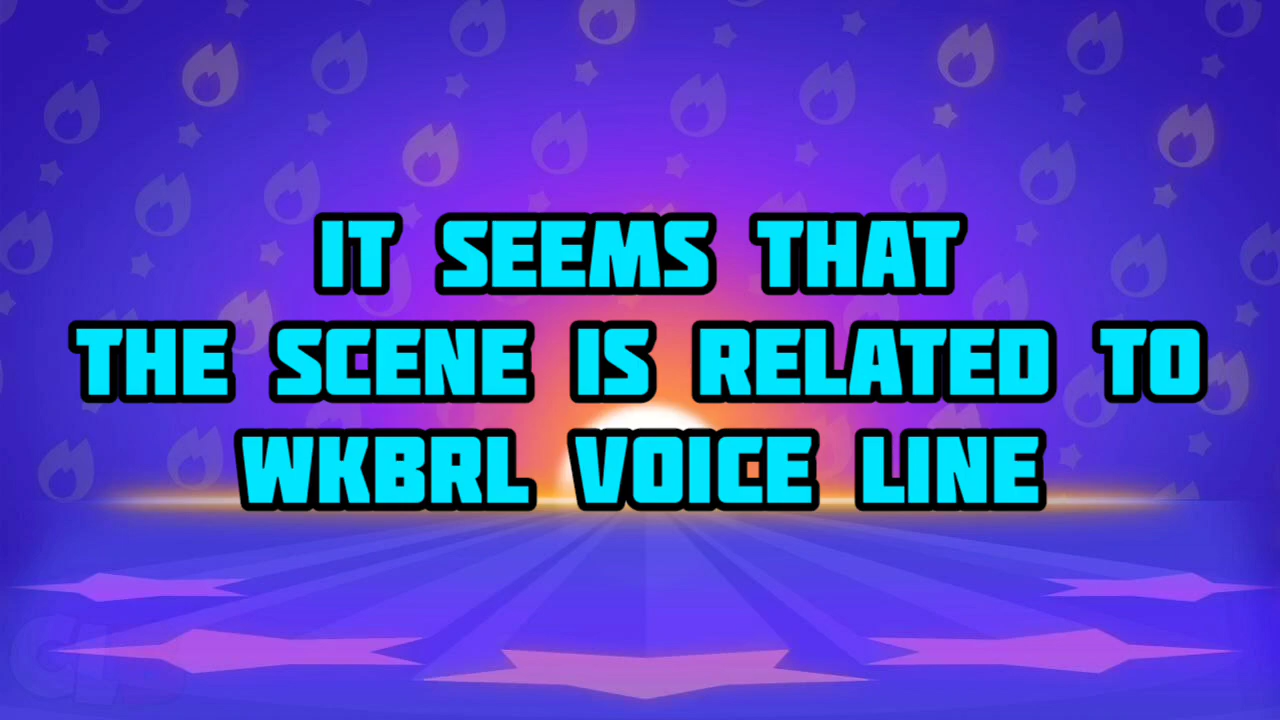 IT SEEMS THAT
THE SCENE IS RELATED TO
WKBRL VOICE LINE